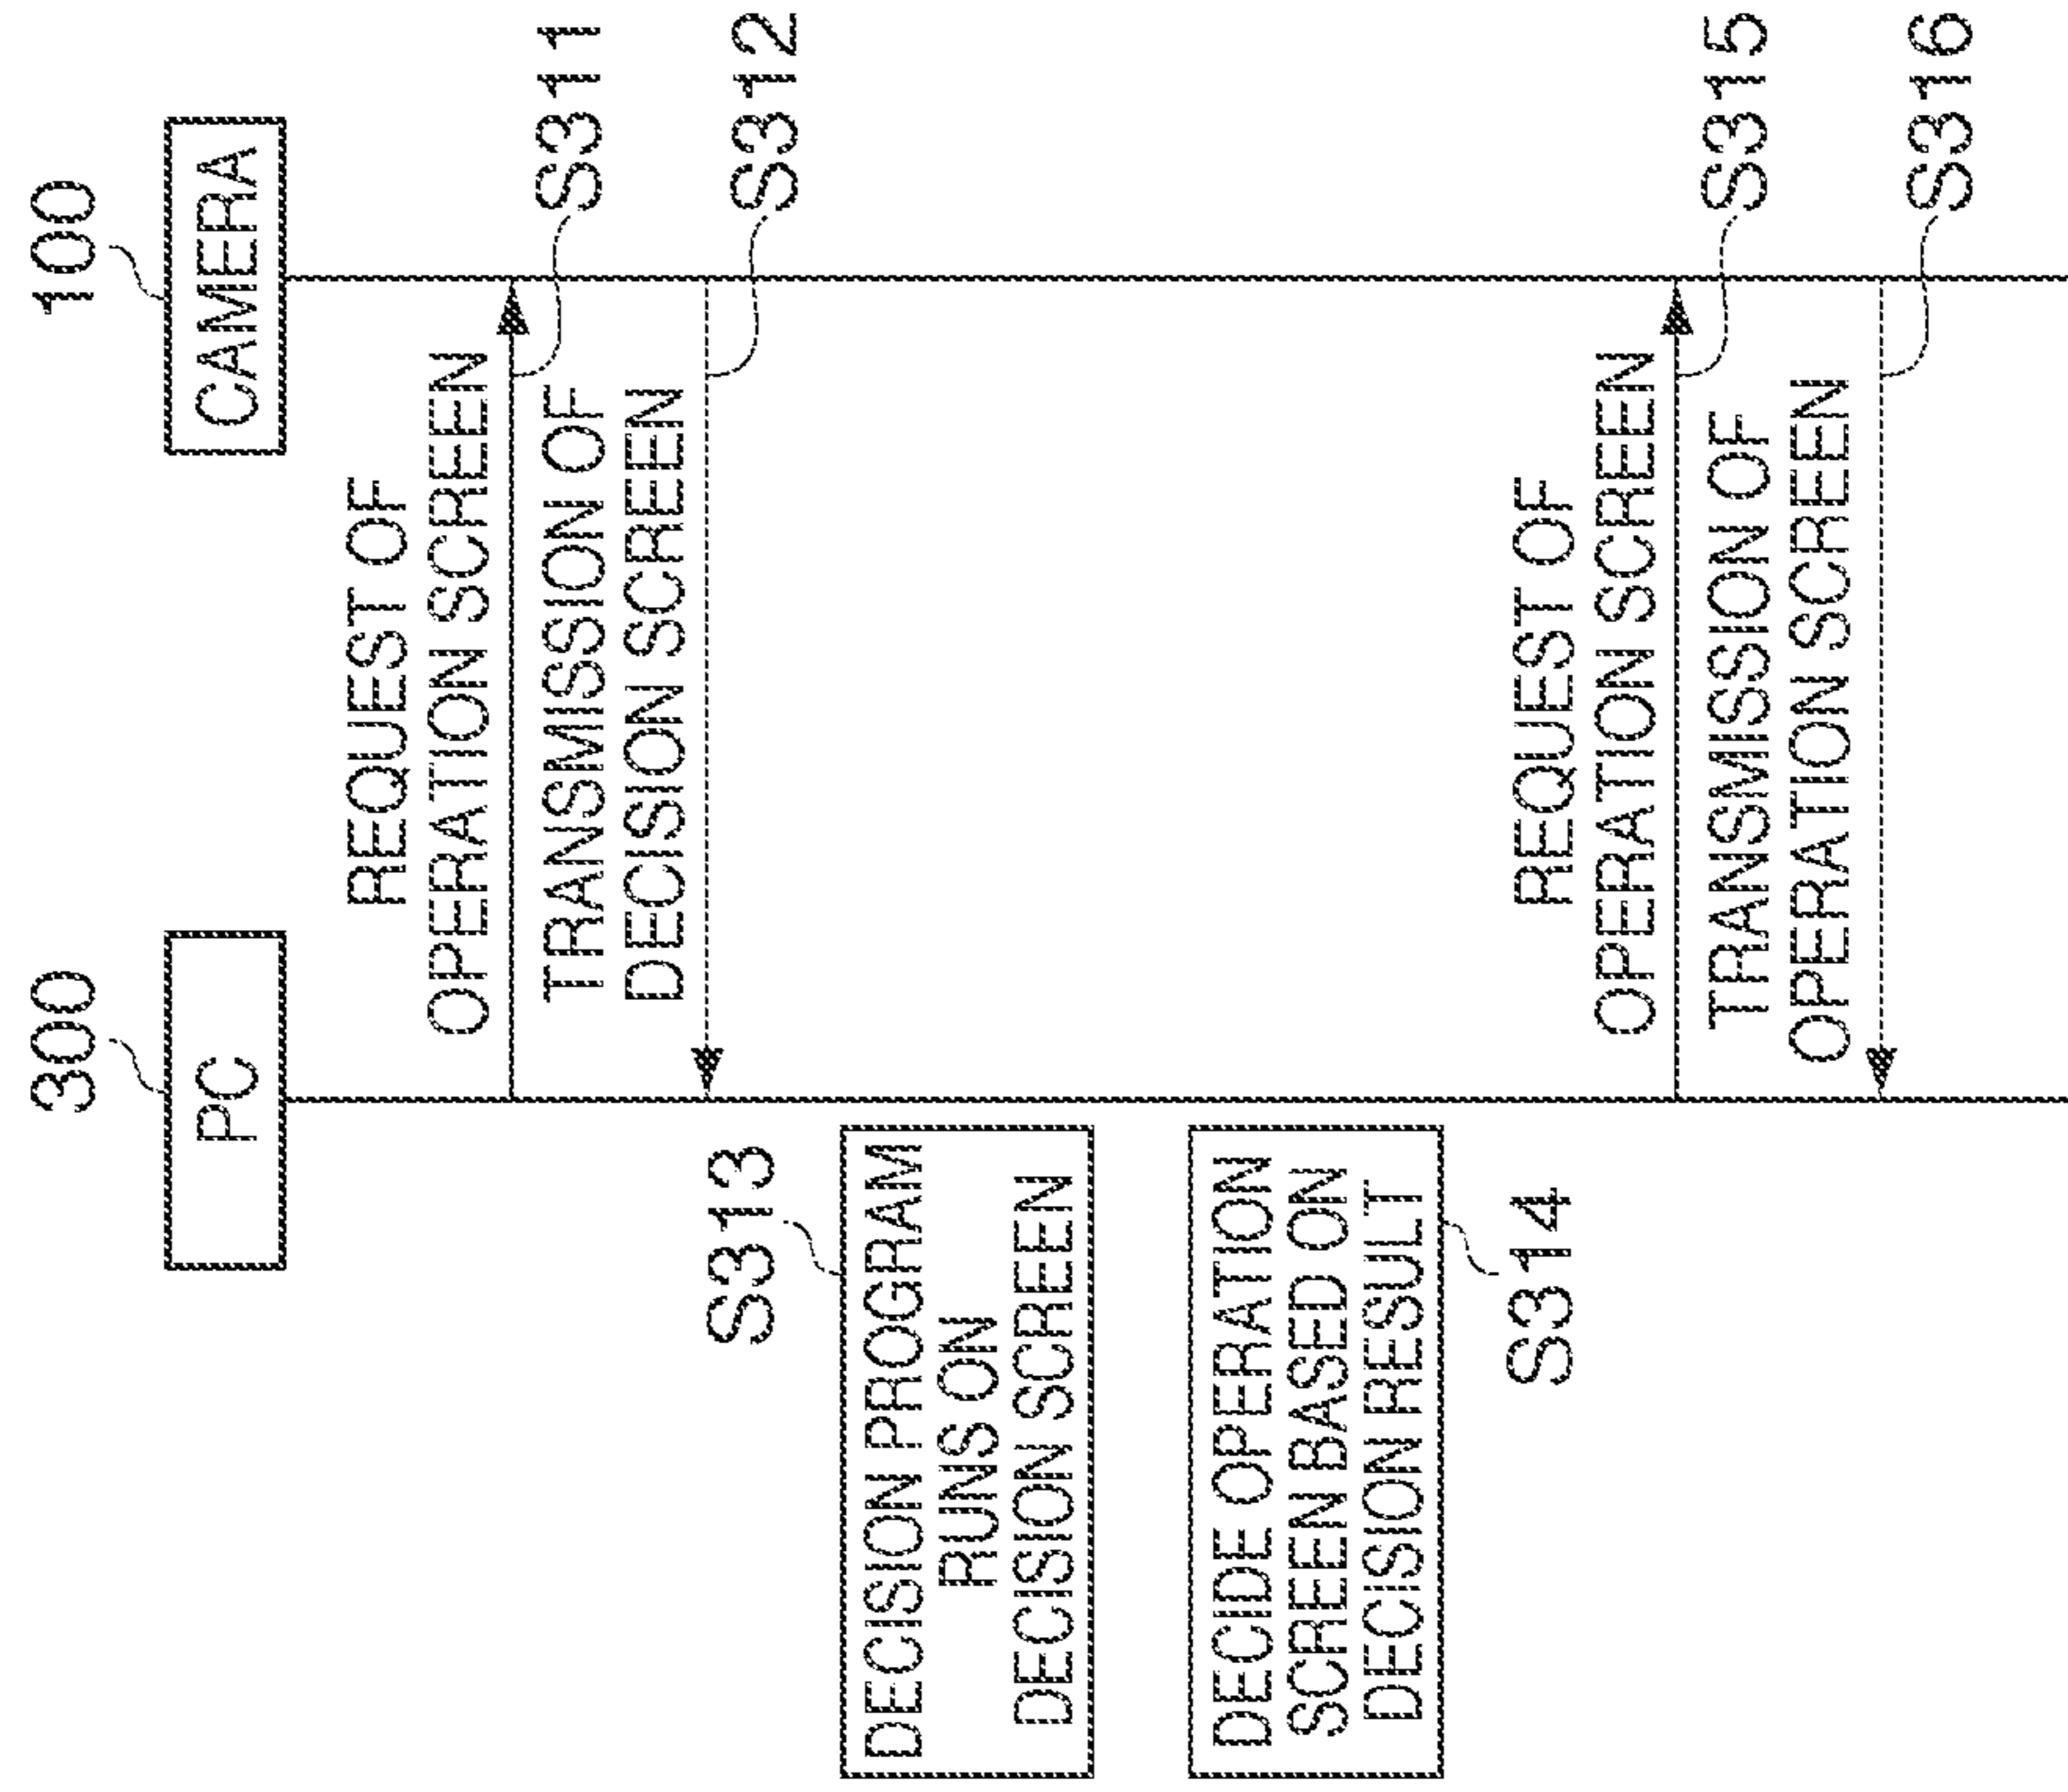 300
100
PC
CAMERA
REQUEST OF
OPERATION SCREEN
S311
TRANSMISSION OF
DECISION SCREEN
S312
S313
DECISION PROGRAM
RUNS ON
DECISION SCREEN
DECIDE OPERATION
SCREEN BASED ON
DECISION RESULT
S314
REQUEST OF
OPERATION SCREEN
S315
TRANSMISSION OF
OPERATION SCREEN
S316